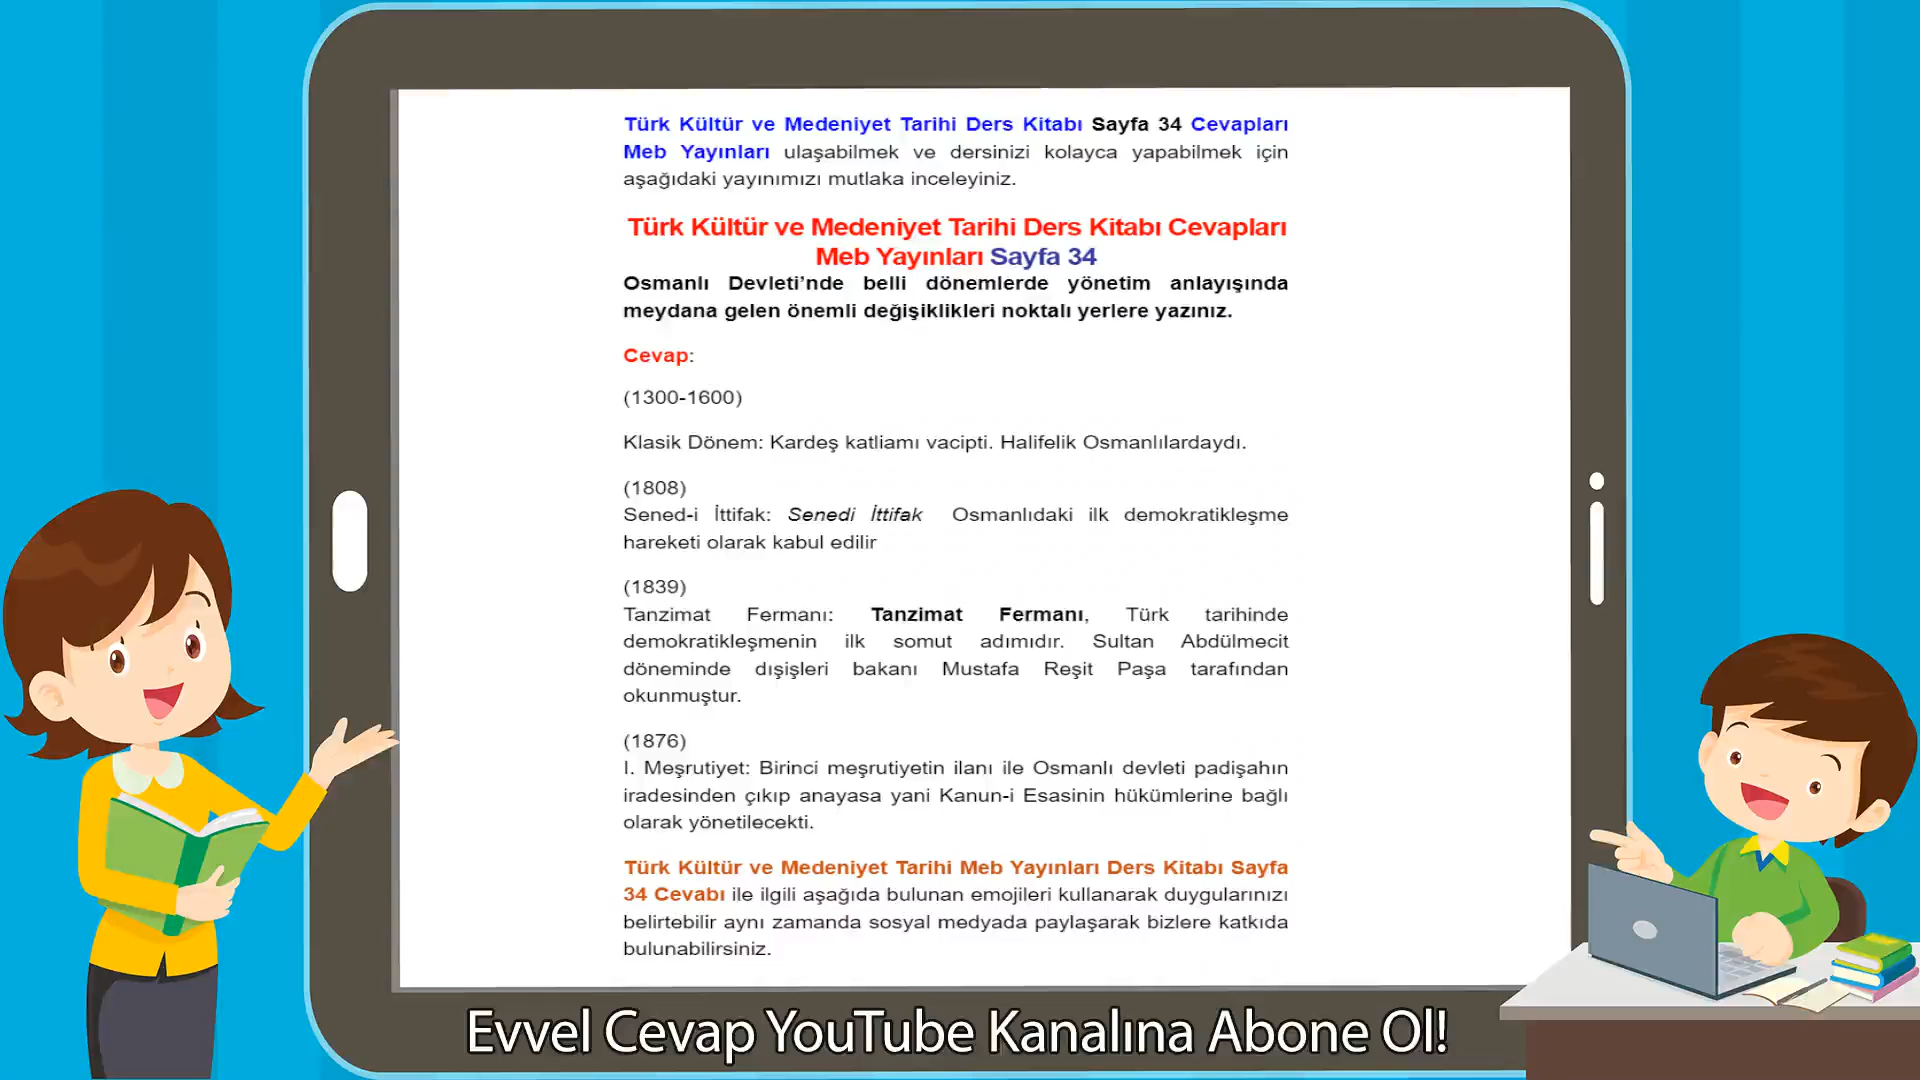 Türk Kültür ve Medeniyet Tarihi Ders Kitabı Sayfa 34 Cevapları
Meb Yayınları ulaşabilmek ve dersinizi kolayca yapabilmek için
aşağıdaki yayınımızı mutlaka inceleyiniz.
Türk Kültür ve Medeniyet Tarihi Ders Kitabı Cevapları
Meb Yayınları Sayfa 34
Osmanlı Devleti’nde belli dönemlerde yönetim anlayışında
meydana gelen önemli değişiklikleri noktalı yerlere yazınız.
Cevap:
(1300-1600)
Klasik Dönem: Kardeş katliamı vacipti. Halifelik Osmanlılardaydı.
(1808)
Sened-i İttifak: Senedi İttifak Osmanlıdaki ilk demokratikleşme
hareketi olarak kabul edilir
(1839)
Tanzimat Fermanı: Tanzimat Fermanı, Türk tarihinde
demokratikleşmenin ilk somut adımıdır. Sultan Abdülmecit
döneminde dışişleri bakanı Mustafa Reşit Paşa tarafından
okunmuştur.
(1876)
I. Meşrutiyet: Birinci meşrutiyetin ilanı ile Osmanlı devleti padişahın
iradesinden çıkıp anayasa yani Kanun-i Esasinin hükümlerine bağlı
olarak yönetilecekti.
Türk Kültür ve Medeniyet Tarihi Meb Yayınları Ders Kitabı Sayfa
34 Cevabı ile ilgili aşağıda bulunan emojileri kullanarak duygularınızı
belirtebilir aynı zamanda sosyal medyada paylaşarak bizlere katkıda
bulunabilirsiniz.
Evvel Cevap YouTube Kanalına Abone Ol!